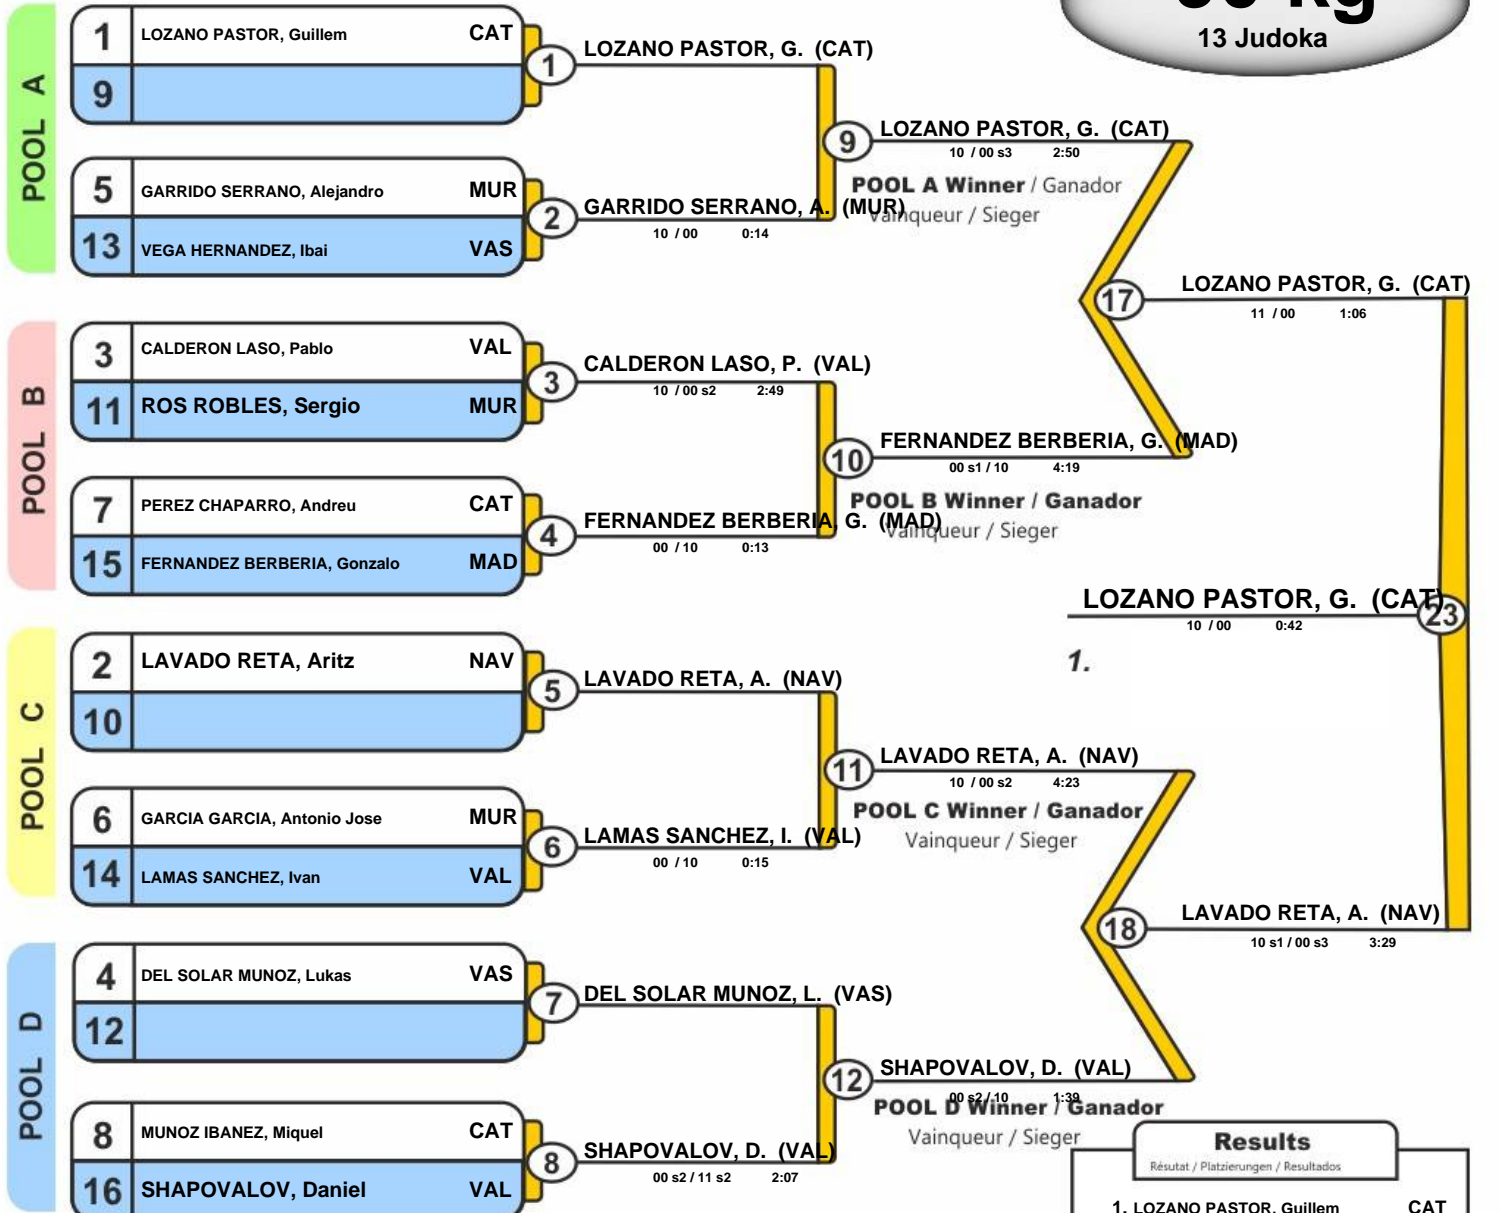 kg
13 Judoka
POOL A
1 LOZANO PASTOR, Guillem CAT
9
1
LOZANO PASTOR, G. (CAT)
5 GARRIDO SERRANO, Alejandro MUR
13 VEGA HERNANDEZ, Ibai VAS
2
GARRIDO SERRANO, A. (MUR)
10 / 00 0:14
9
LOZANO PASTOR, G. (CAT)
10 / 00 s3 2:50
POOL A Winner / Ganador
Vainqueur / Sieger
POOL B
3 CALDERON LASO, Pablo VAL
11 ROS ROBLES, Sergio MUR
3
CALDERON LASO, P. (VAL)
10 / 00 s2 2:49
7 PEREZ CHAPARRO, Andreu CAT
15 FERNANDEZ BERBERIA, Gonzalo MAD
4
FERNANDEZ BERBERIA, G. (MAD)
00 / 10 0:13
10
FERNANDEZ BERBERIA, G. (MAD)
00 s1 / 10 4:19
POOL B Winner / Ganador
Vainqueur / Sieger
17
LOZANO PASTOR, G. (CAT)
11 / 00 1:06
LOZANO PASTOR, G. (CAT)
23
10 / 00 0:42
1.
POOL C
2 LAVADO RETA, Aritz NAV
10
5
LAVADO RETA, A. (NAV)
6 GARCIA GARCIA, Antonio Jose MUR
14 LAMAS SANCHEZ, Ivan VAL
6
LAMAS SANCHEZ, I. (VAL)
00 / 10 0:15
11
LAVADO RETA, A. (NAV)
10 / 00 s2 4:23
POOL C Winner / Ganador
Vainqueur / Sieger
POOL D
4 DEL SOLAR MUNOZ, Lukas VAS
12
7
DEL SOLAR MUNOZ, L. (VAS)
8 MUNOZ IBANEZ, Miquel CAT
16 SHAPOVALOV, Daniel VAL
8
SHAPOVALOV, D. (VAL)
00 s2 / 11 s2 2:07
12
SHAPOVALOV, D. (VAL)
00 s2 / 10 1:39
POOL D Winner / Ganador
Vainqueur / Sieger
18
LAVADO RETA, A. (NAV)
10 s1 / 00 s3 3:29
Results
Résutat / Platzierungen / Resultados
1. LOZANO PASTOR, Guillem CAT